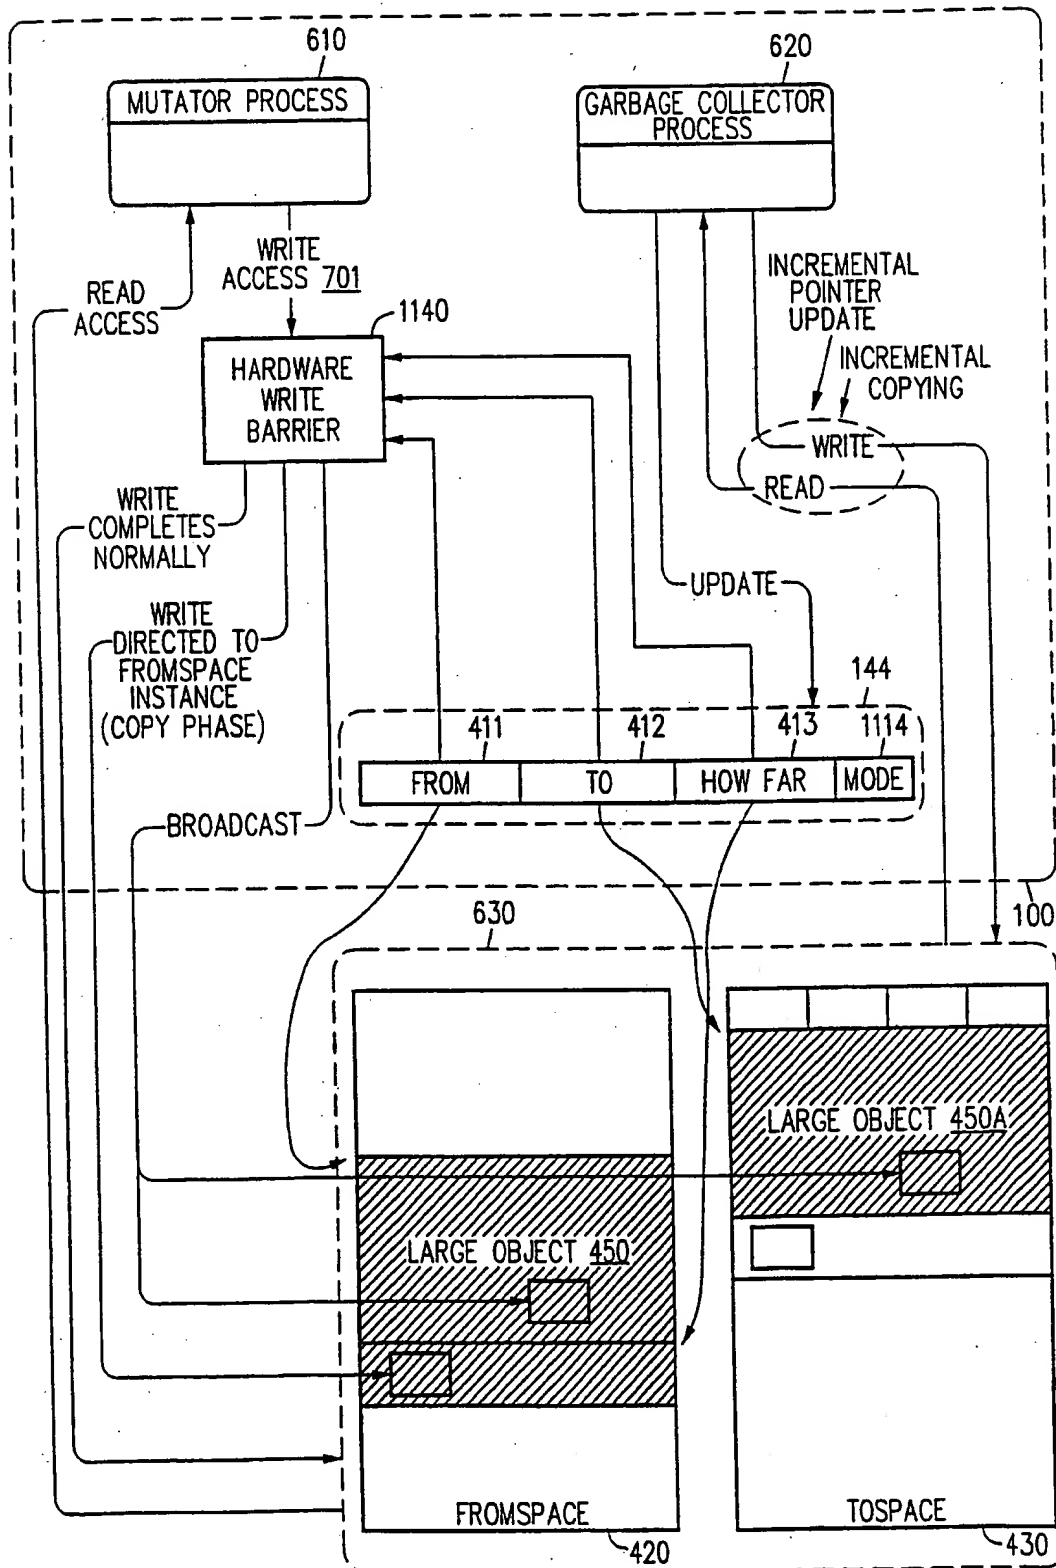 610
620
MUTATOR PROCESS
GARBAGE COLLECTOR
PROCESS
WRITE
ACCESS 701
READ
ACCESS
1140
HARDWARE
WRITE
BARRIER
INCREMENTAL
POINTER
UPDATE
INCREMENTAL
COPYING
WRITE
READ
WRITE
COMPLETES
NORMALLY
UPDATE
WRITE
DIRECTED TO
FROMSPACE
INSTANCE
(COPY PHASE)
144
411
412
413
1114
FROM
TO
HOW FAR
MODE
BROADCAST
100
630
LARGE OBJECT 450A
LARGE OBJECT 450
FROMSPACE
TOSPACE
420
430